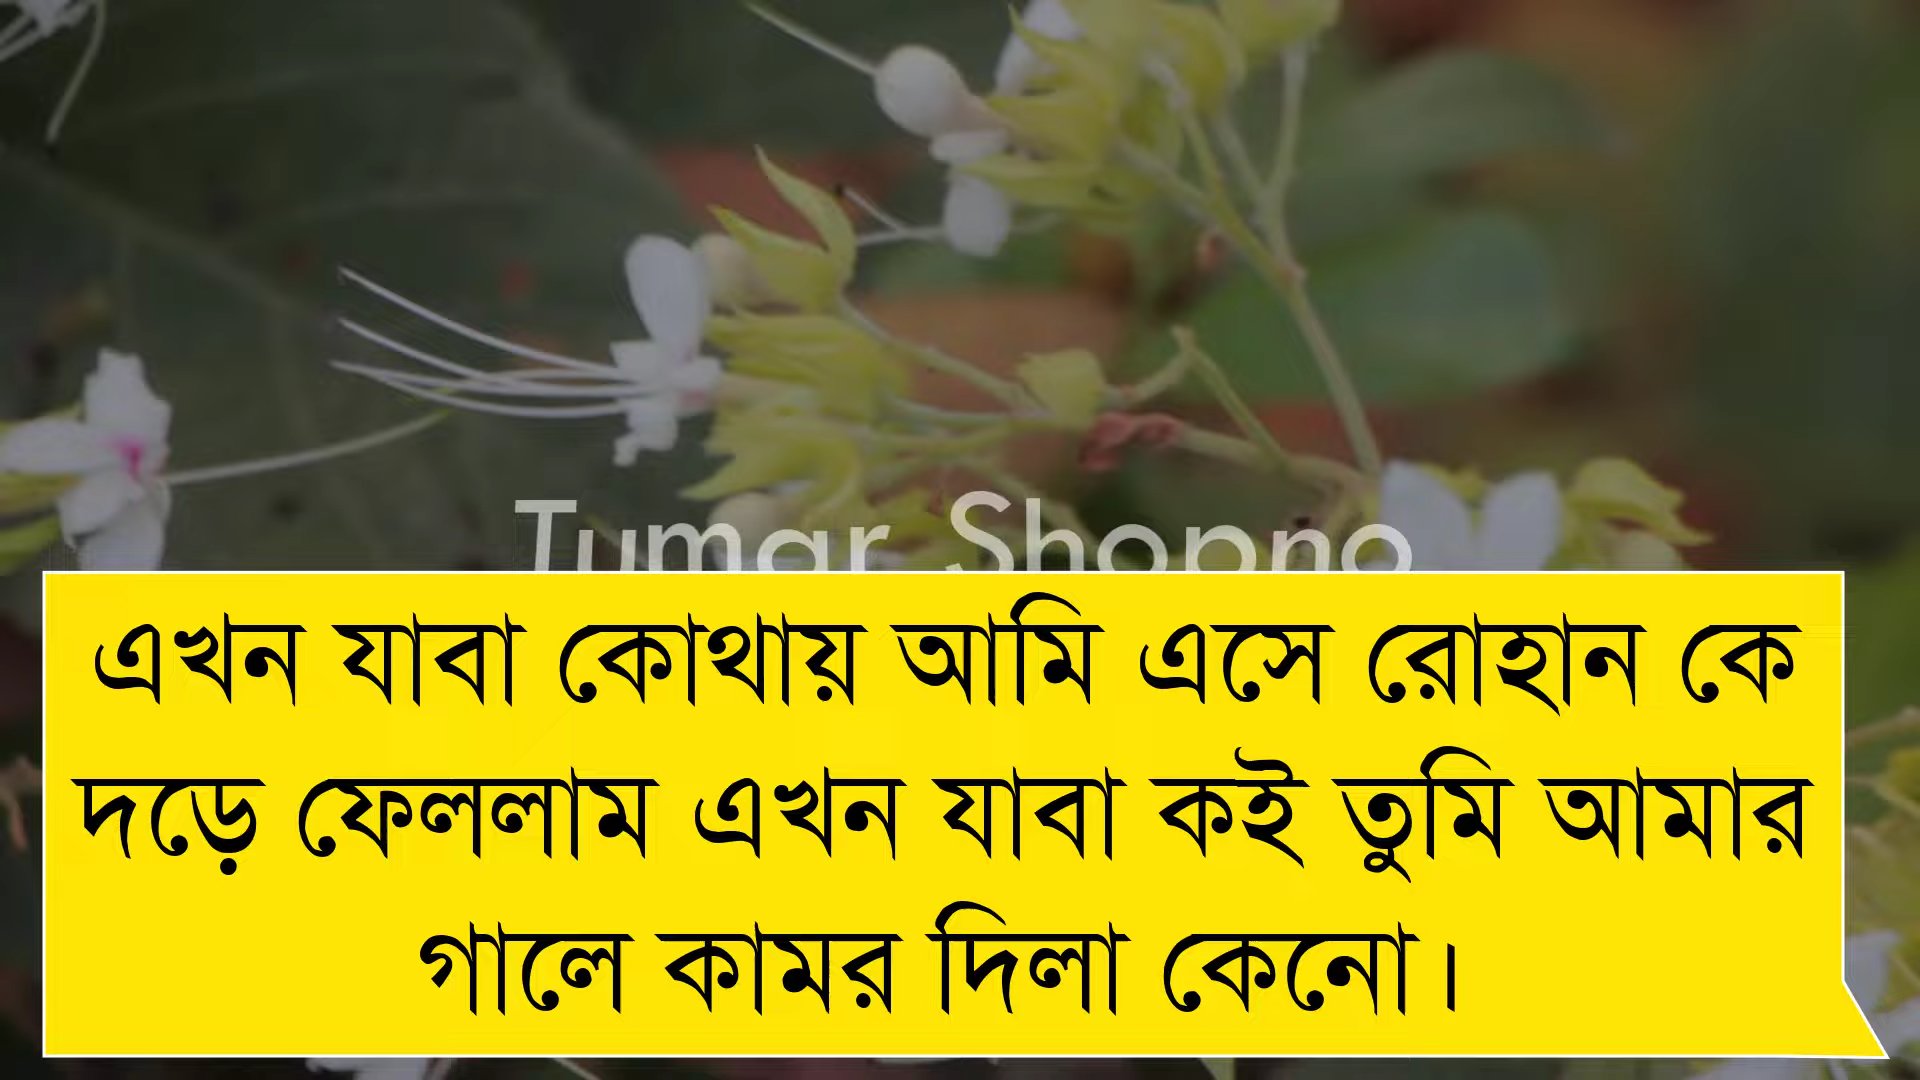 Tumar Shopno
এখন যাবা কোথায় আমি এসে রোহান কে
দড়ে ফেললাম এখন যাবা কই তুমি আমার
গালে কামর দিলা কেনো।